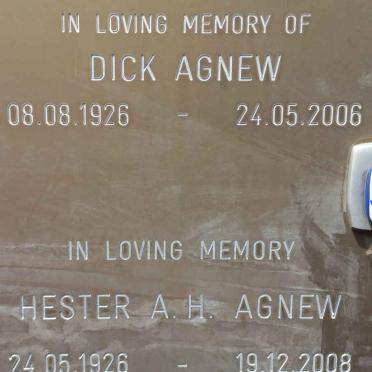 IN LOVING MEMORY OF
DICK AGNEW
08.08.1926 - 24.05.2006
IN LOVING MEMORY
HESTER A.H. AGNEW
24.05.1926 - 19.12.2008